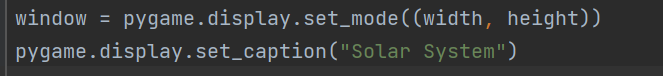 window = pygame.display.set_mode((width, height))
pygame.display.set_caption("Solar System")